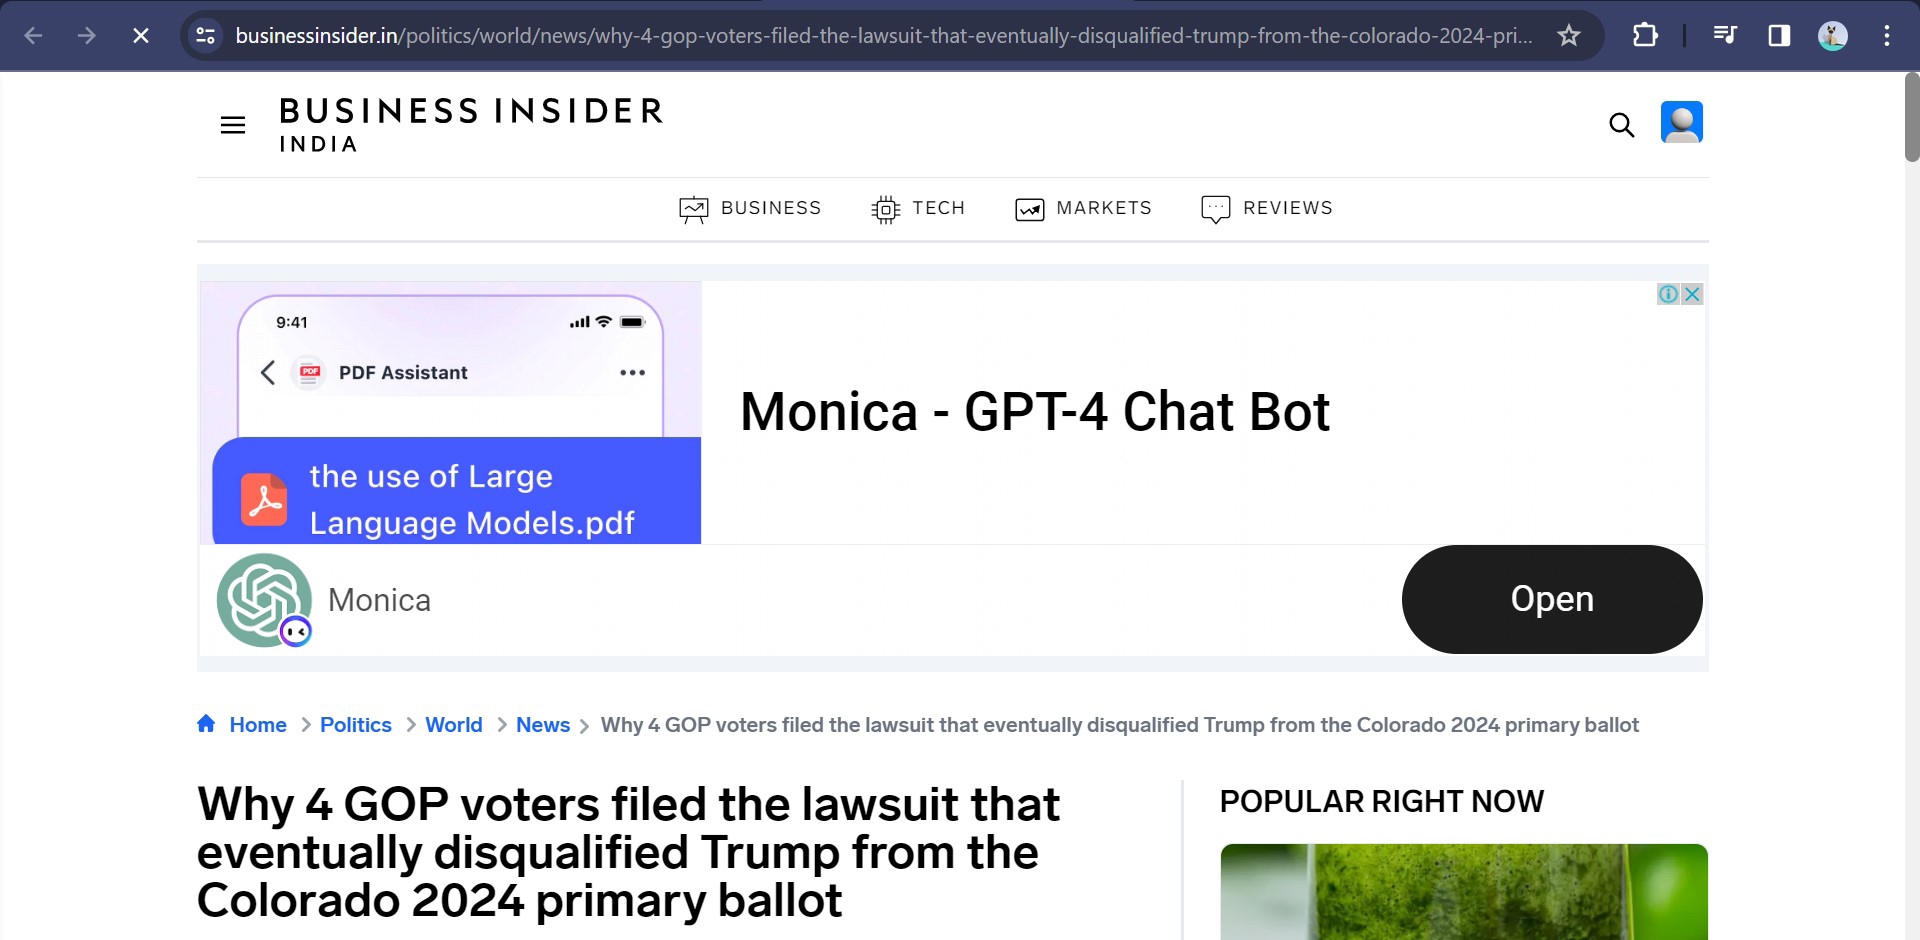 businessinsider.in/politics/world/news/why-4-gop-voters-filed-the-lawsuit-that-eventually-disqualified-trump-from-the-colorado-2024-pri...
BUSINESS INSIDER
INDIA
BUSINESS
TECH
MARKETS
REVIEWS
9:41
PDF
PDF Assistant
the use of Large
Language Models.pdf
Monica - GPT-4 Chat Bot
Monica
Open
Home
Politics
World
News
Why 4 GOP voters filed the lawsuit that eventually disqualified Trump from the Colorado 2024 primary ballot
Why 4 GOP voters filed the lawsuit that
eventually disqualified Trump from the
Colorado 2024 primary ballot
POPULAR RIGHT NOW